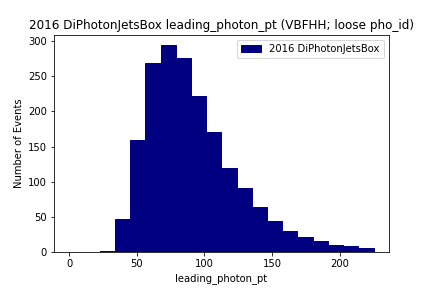 2016 DiPhotonJetsBox leading_photon_pt (VBFHH; loose pho_id)
300
250
200
150
100
50
0
Number of Events
2016 DiPhotonJetsBox
0 50 100 150 200
leading_photon_pt